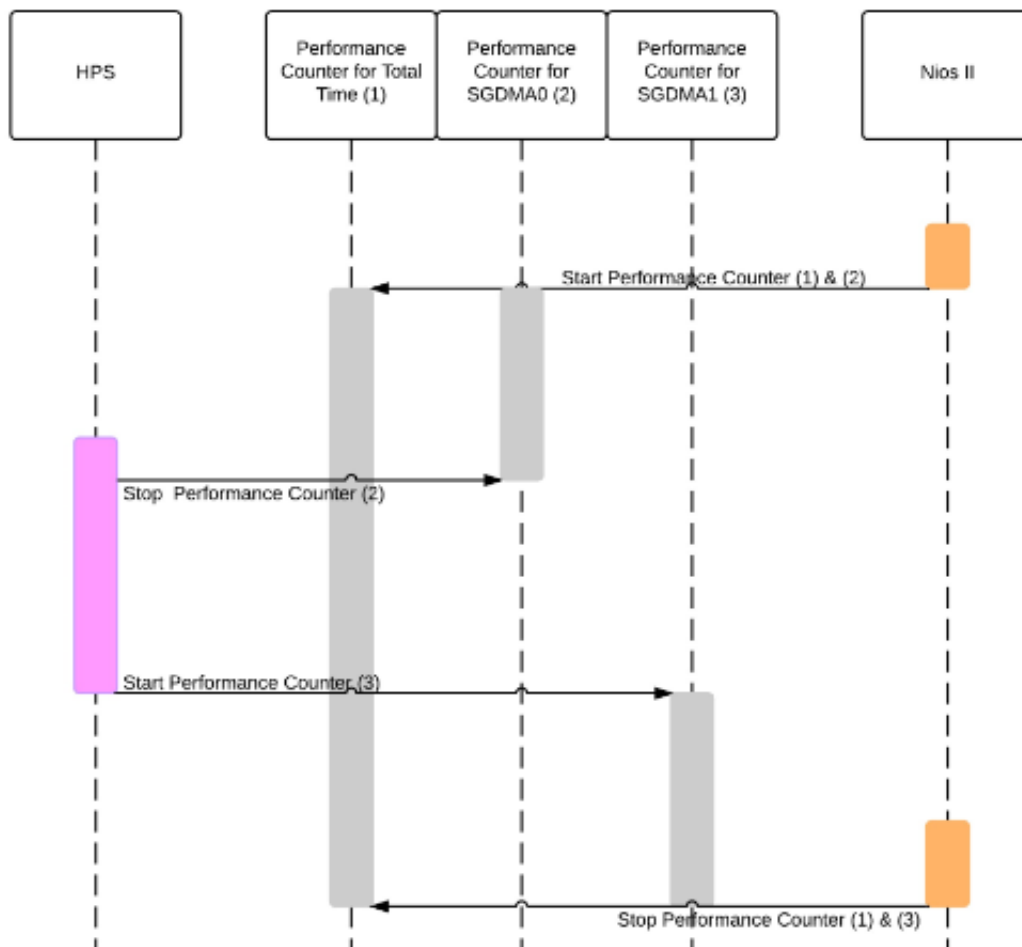 HPS
Performance
Counter for Total
Time (1)
Performance
Counter for
SGDMA0 (2)
Performance
Counter for
SGDMA1 (3)
Nios II
Start Performance Counter (1) & (2)
Stop  Performance Counter (2)
Start Performance Counter (3)
Stop Performance Counter (1) & (3)